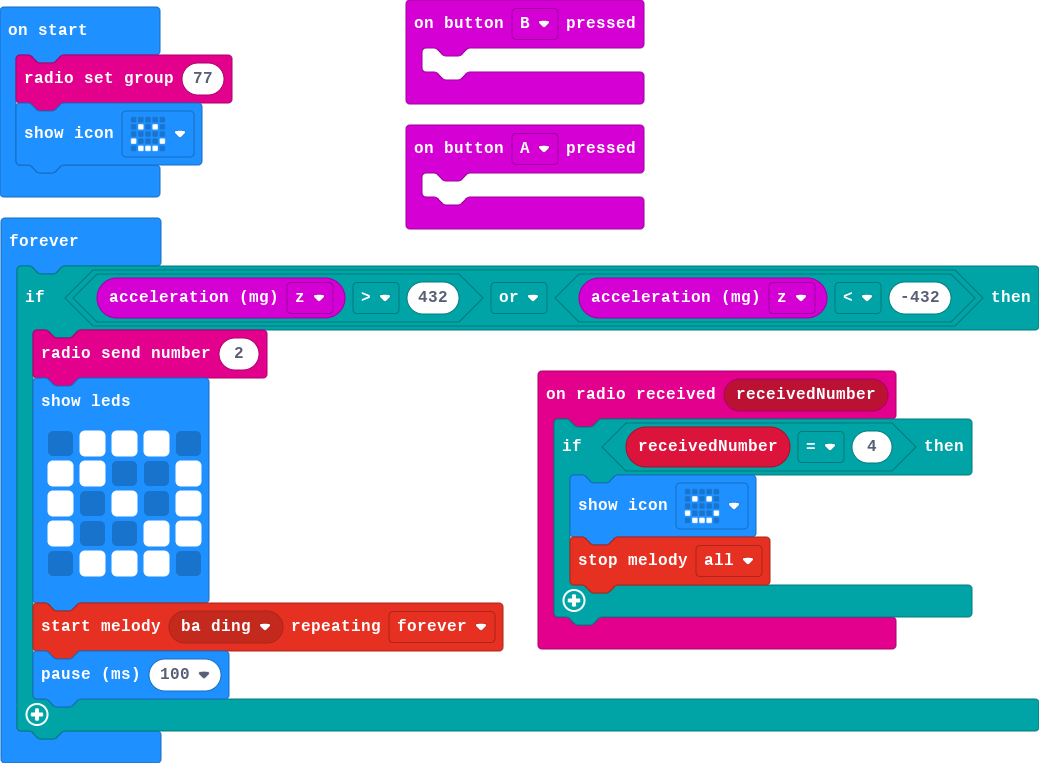 on start
radio set group 77
show icon
on button B pressed
on button A pressed
forever
if acceleration (mg) z > 432 or acceleration (mg) z < -432 then
radio send number 2
show leds
start melody ba ding repeating forever
pause (ms) 100
on radio received receivedNumber
if receivedNumber = 4 then
show icon
stop melody all